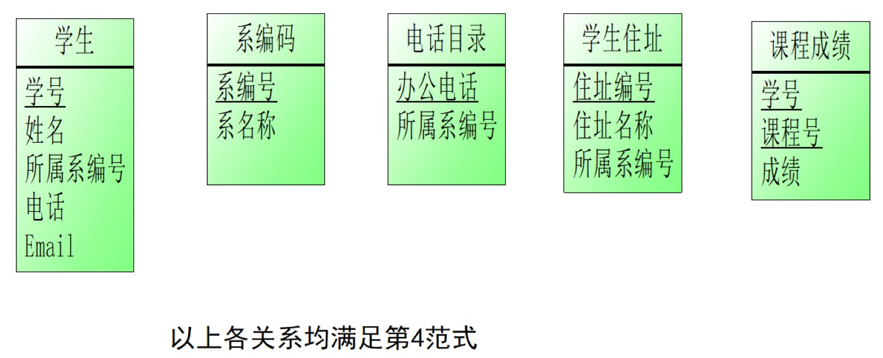 学生
学号
姓名
所属系编号
电话
Email
系编码
系编号
系名称
电话目录
办公电话
所属系编号
学生住址
住址编号
住址名称
所属系编号
课程成绩
学号
课程号
成绩
以上各关系均满足第4范式